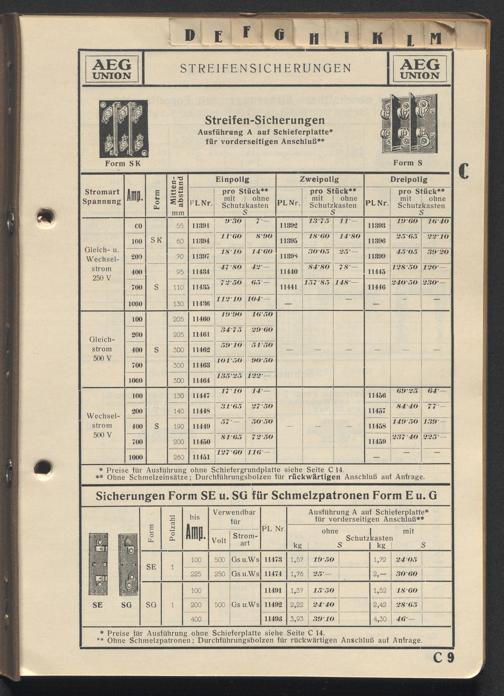 D E F G H I K L M
AEG UNION STREIFENSICHERUNGEN AEG UNION
Streifen-Sicherungen
Ausführung A auf Schieferplatte*
für vorderseitigen Anschluß**
Form SK Form S
C
Stromart Spannung Amp. Form Mitten-abstand mm Einpolig Zweipolig Dreipolig
PL Nr. pro Stück** mit ohne Schutzkasten S PL Nr. pro Stück** mit ohne Schutzkasten S PL Nr. pro Stück** mit ohne Schutzkasten S
Gleich- u. Wechsel-strom 250 V
60 SK 55 11391 9·30 7·— 11392 13·75 11·— 11393 19·60 16·40
100 60 11394 11·60 8·90 11395 18·60 14·80 11396 25·65 22·10
200 70 11397 18·10 14·60 11398 30·05 25·— 11399 45·05 39·20
400 S 95 11434 47·80 42·— 11440 84·80 78·— 11445 128·50 120·—
700 110 11435 72·50 65·— 11441 157·85 148·— 11446 240·50 230·—
1000 130 11436 112·10 104·— — — — —
Gleich-strom 500 V
100 S 205 11460 19·90 16·50
200 205 11461 34·75 29·60
400 300 11462 59·10 51·50 — — — — — —
700 300 11463 101·50 90·50
1000 300 11464 135·25 122·—
Wechsel-strom 500 V
100 S 130 11447 17·10 14·— 11456 69·25 64·—
200 140 11448 31·65 27·50 11457 84·40 77·—
400 190 11449 57·— 50·50 — — — 11458 149·50 139·—
700 200 11450 81·65 72·50 11459 237·40 225·—
1000 260 11451 127·60 116·— — — —
* Preise für Ausführung ohne Schiefergrundplatte siehe Seite C 14.
** Ohne Schmelzeinsätze; Durchführungsbolzen für rückwärtigen Anschluß auf Anfrage.
Sicherungen Form SE u. SG für Schmelzpatronen Form E u. G
Form Polzahl bis Amp. Verwendbar für Volt Strom-art PL Nr. Ausführung A auf Schieferplatte* für vorderseitigen Anschluß**
ohne mit Schutzkasten
kg S kg S
SE 1 100 500 Gs u.Ws 11473 1,57 19·50 1,72 24·05
225 250 Gs u.Ws 11474 1,76 25·— 2,— 30·60
SG 1 100 11491 1,37 15·50 1,52 18·60
200 500 Gs u.Ws 11492 2,22 24·40 2,42 28·65
400 11493 3,93 39·10 4,30 46·—
SE SG
* Preise für Ausführung ohne Schieferplatte siehe Seite C 14.
** Ohne Schmelzpatronen; Durchführungsbolzen für rückwärtigen Anschluß auf Anfrage.
C 9